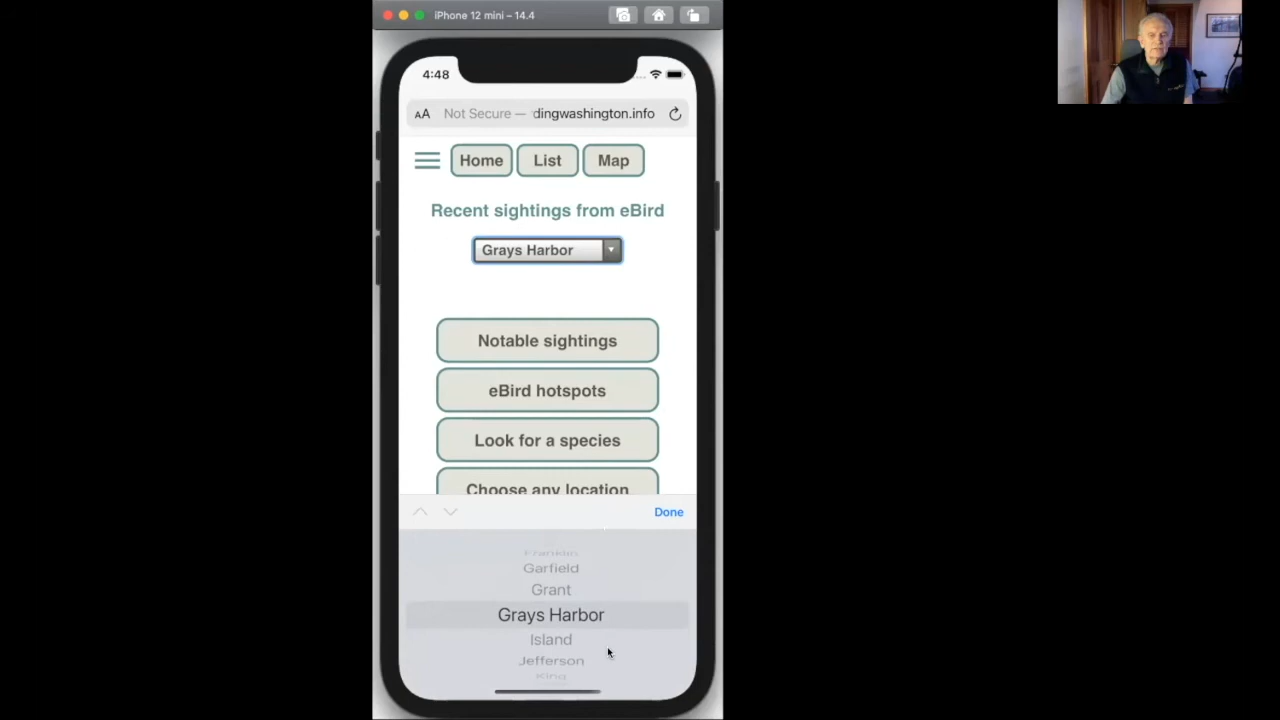 iPhone 12 mini – 14.4
4:48
AA Not Secure — dingwashington.info
Home List Map
Recent sightings from eBird
Grays Harbor
Notable sightings
eBird hotspots
Look for a species
Choose any location
Done
Franklin
Garfield
Grant
Grays Harbor
Island
Jefferson
King